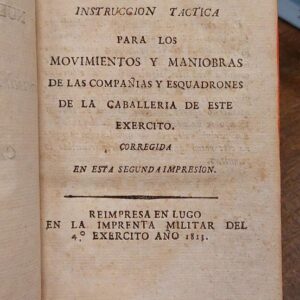 INSTRUCCION TACTICA
PARA LOS
MOVIMIENTOS Y MANIOBRAS
DE LAS COMPAÑIAS Y ESQUADRONES
DE LA CABALLERIA DE ESTE
EXERCITO.
CORREGIDA
EN ESTA SEGUNDA IMPRESION.
REIMPRESA EN LUGO
EN LA IMPRENTA MILITAR DEL
4.º EXERCITO AÑO 1813.